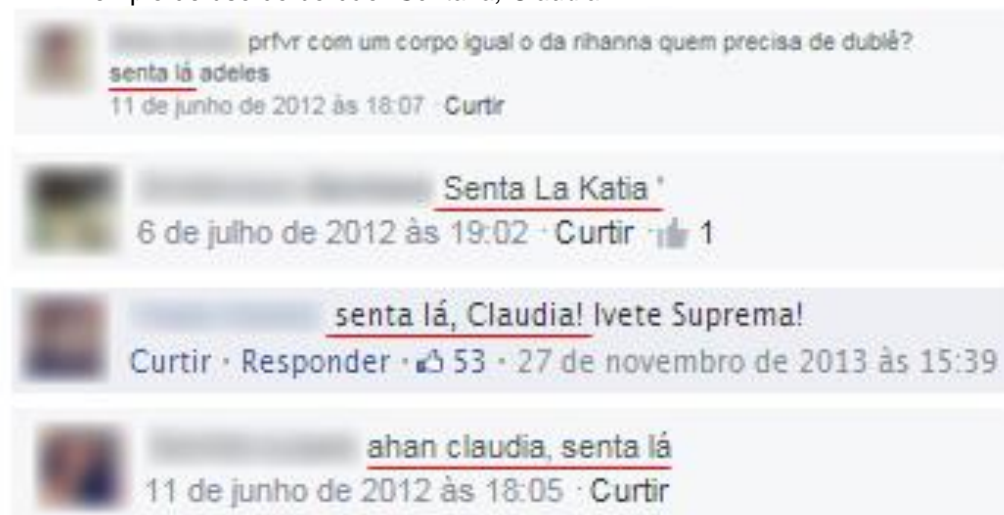 prfvr com um corpo igual o da rihanna quem precisa de dublê?
senta lá adeles
11 de junho de 2012 às 18:07 · Curtir
Senta La Katia '
6 de julho de 2012 às 19:02 · Curtir · 1
senta lá, Claudia! Ivete Suprema!
Curtir · Responder · 53 · 27 de novembro de 2013 às 15:39
ahan claudia, senta lá
11 de junho de 2012 às 18:05 · Curtir